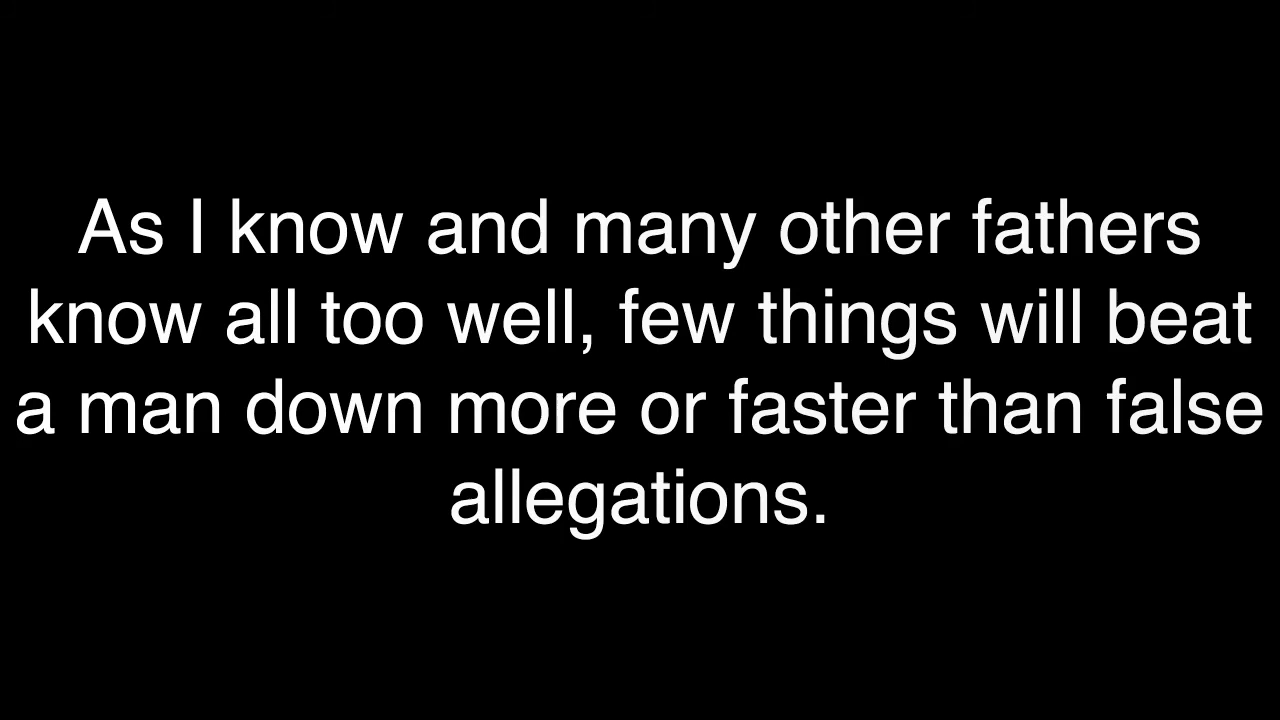 As I know and many other fathers
know all too well, few things will beat
a man down more or faster than false
allegations.